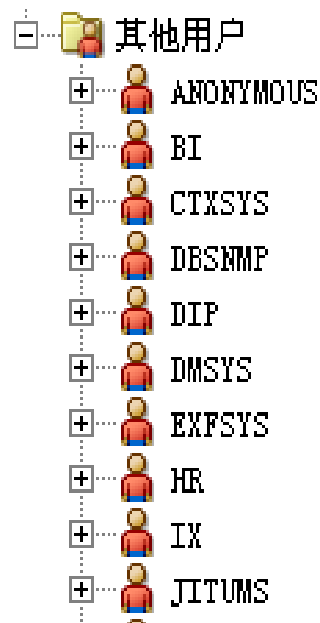 其他用户
ANONYMOUS
BI
CTXSYS
DBSNMP
DIP
DMSYS
EXFSYS
HR
IX
JITUMS